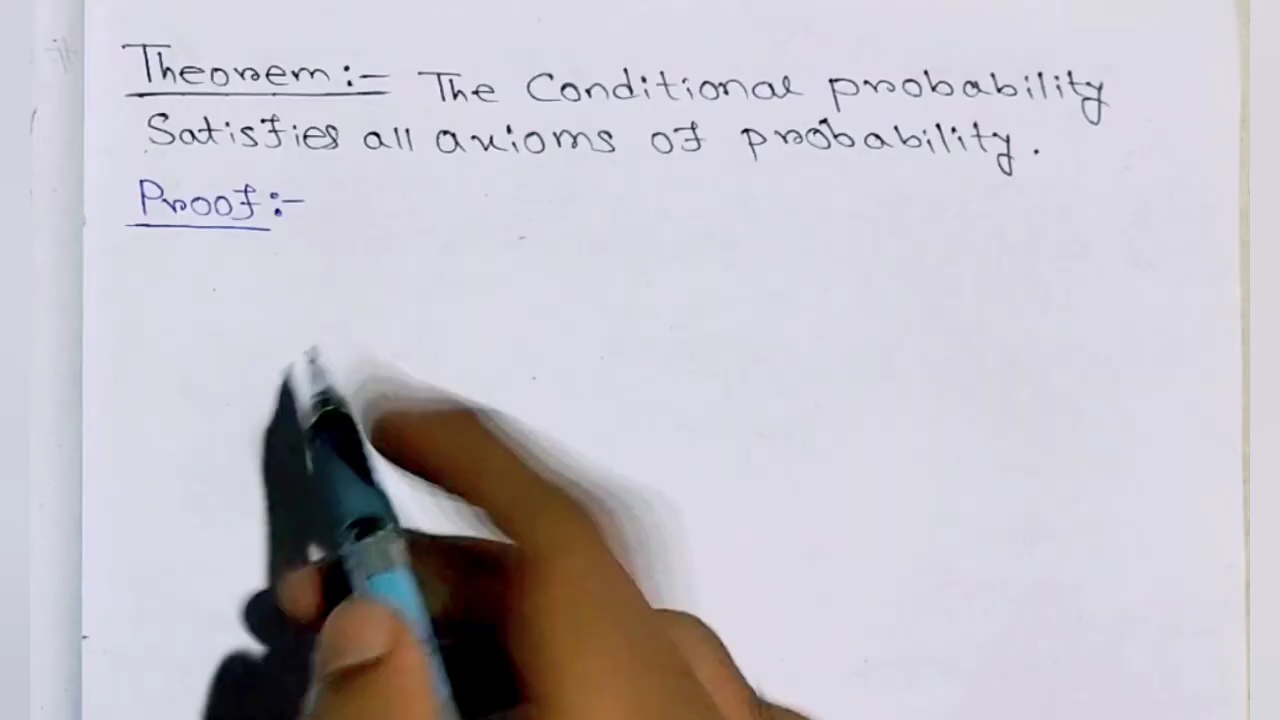 Theorem:- The Conditional probability
Satisfies all axioms of probability.
Proof:-